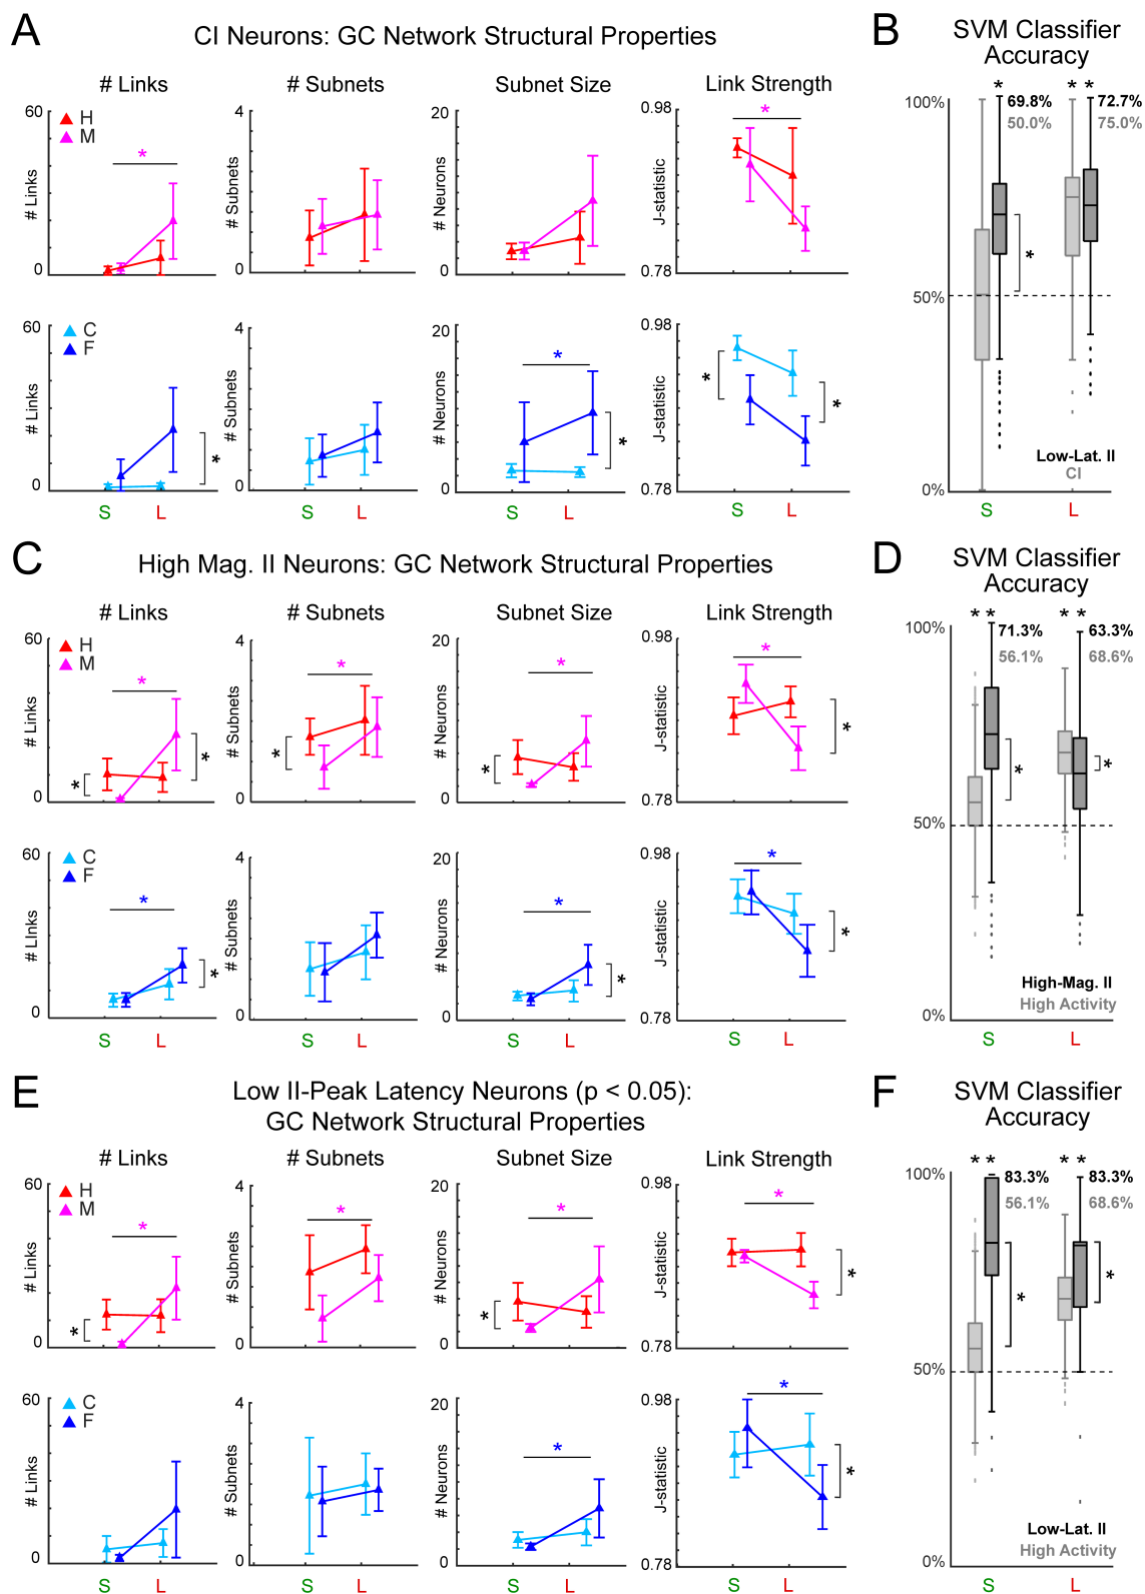 A
CI Neurons: GC Network Structural Properties
# Links
# Subnets
Subnet Size
Link Strength
60
H
M
*
# Links
0
4
# Subnets
0
20
# Neurons
0
0.98
*
J-statistic
0.78
60
C
F
# Links
*
0
S
L
4
# Subnets
0
S
L
20
*
# Neurons
*
0
S
L
0.98
*
J-statistic
*
0.78
S
L
B
SVM Classifier
Accuracy
* * *
100%
69.8%
72.7%
50.0%
75.0%
*
50%
Low-Lat. II
CI
0%
S
L
C
High Mag. II Neurons: GC Network Structural Properties
# Links
# Subnets
Subnet Size
Link Strength
60
H
M
*
# Links
*
*
0
4
*
# Subnets
*
0
20
*
# Neurons
*
0
0.98
*
J-statistic
*
0.78
60
C
F
*
# Links
*
0
S
L
4
# Subnets
0
S
L
20
*
# Neurons
*
0
S
L
0.98
*
J-statistic
*
0.78
S
L
D
SVM Classifier
Accuracy
* * * *
100%
71.3%
63.3%
56.1%
68.6%
*
*
50%
High-Mag. II
High Activity
0%
S
L
E
Low II-Peak Latency Neurons (p < 0.05):
GC Network Structural Properties
# Links
# Subnets
Subnet Size
Link Strength
60
H
M
*
# Links
*
0
4
*
# Subnets
0
20
*
# Neurons
*
0
0.98
*
J-statistic
*
0.78
60
C
F
# Links
0
S
L
4
# Subnets
0
S
L
20
*
# Neurons
0
S
L
0.98
*
J-statistic
*
0.78
S
L
F
SVM Classifier
Accuracy
* * * *
100%
83.3%
83.3%
56.1%
68.6%
*
*
50%
Low-Lat. II
High Activity
0%
S
L